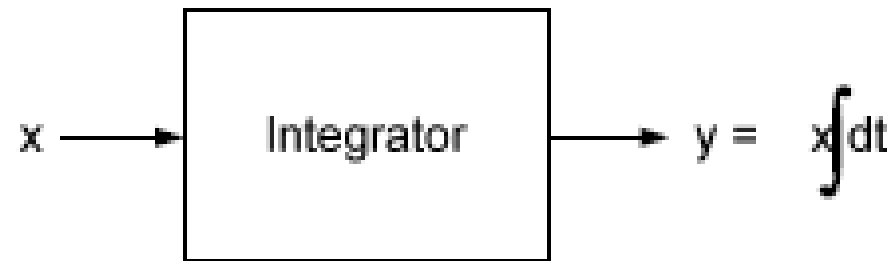 x Integrator y = x∫dt